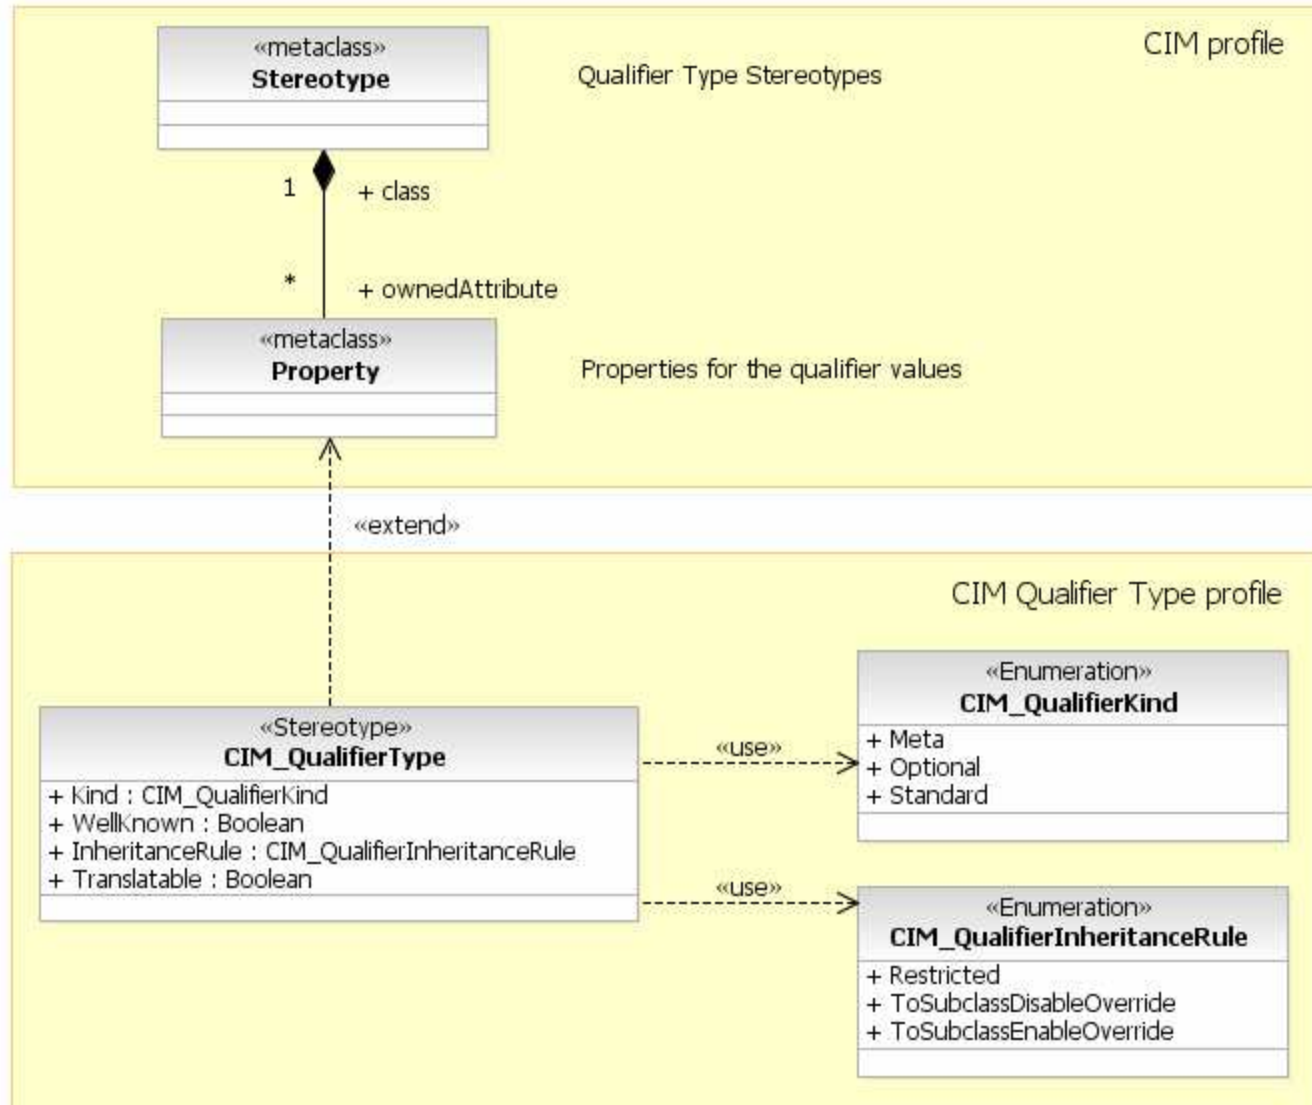 CIM profile
«metaclass»
Stereotype
Qualifier Type Stereotypes
1
+ class
*
+ ownedAttribute
«metaclass»
Property
Properties for the qualifier values
«extend»
CIM Qualifier Type profile
«Stereotype»
CIM_QualifierType
+ Kind : CIM_QualifierKind
+ WellKnown : Boolean
+ InheritanceRule : CIM_QualifierInheritanceRule
+ Translatable : Boolean
«use»
«Enumeration»
CIM_QualifierKind
+ Meta
+ Optional
+ Standard
«use»
«Enumeration»
CIM_QualifierInheritanceRule
+ Restricted
+ ToSubclassDisableOverride
+ ToSubclassEnableOverride